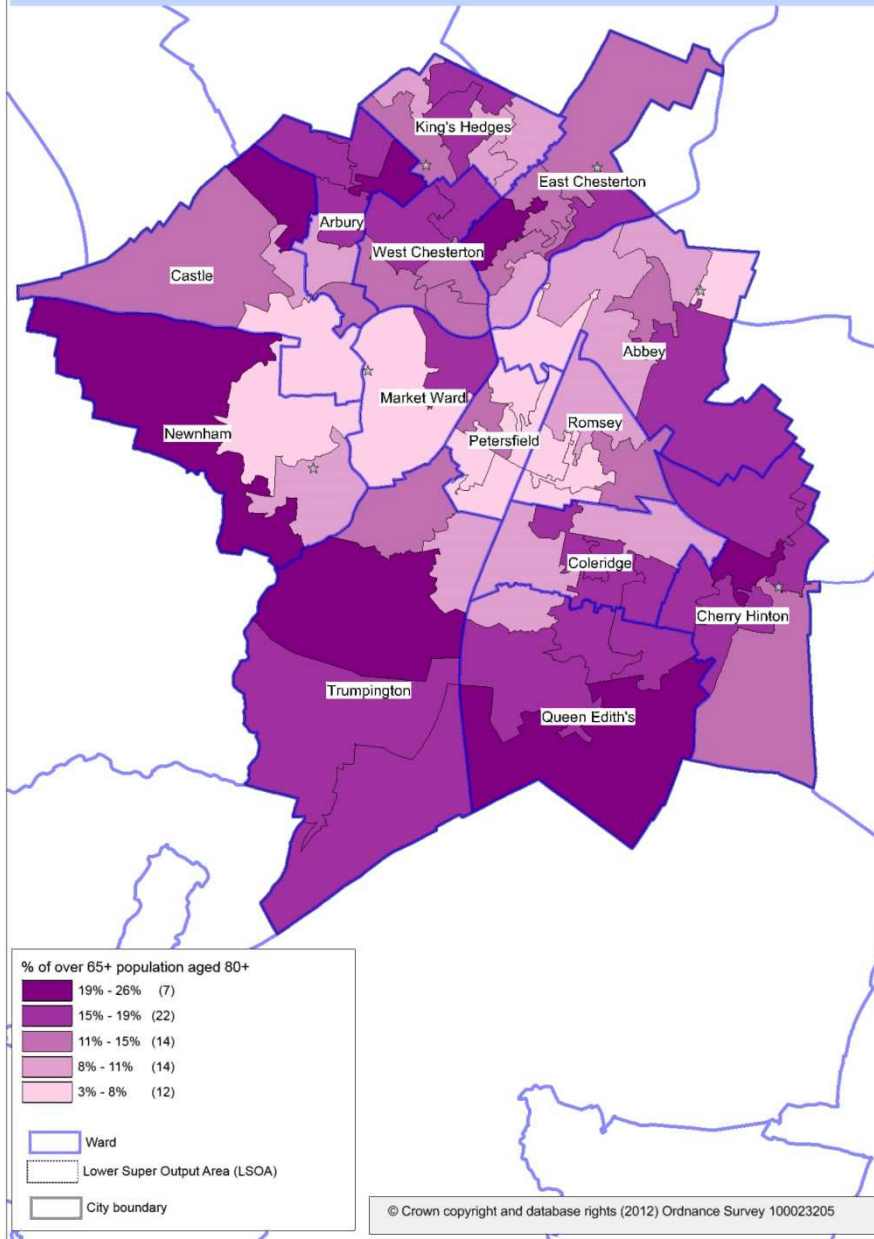 King's Hedges
East Chesterton
Arbury
West Chesterton
Castle
Abbey
Market Ward
Newnham
Petersfield
Romsey
Coleridge
Cherry Hinton
Trumpington
Queen Edith's
% of over 65+ population aged 80+
19% - 26% (7)
15% - 19% (22)
11% - 15% (14)
8% - 11% (14)
3% - 8% (12)
Ward
Lower Super Output Area (LSOA)
City boundary
© Crown copyright and database rights (2012) Ordnance Survey 100023205